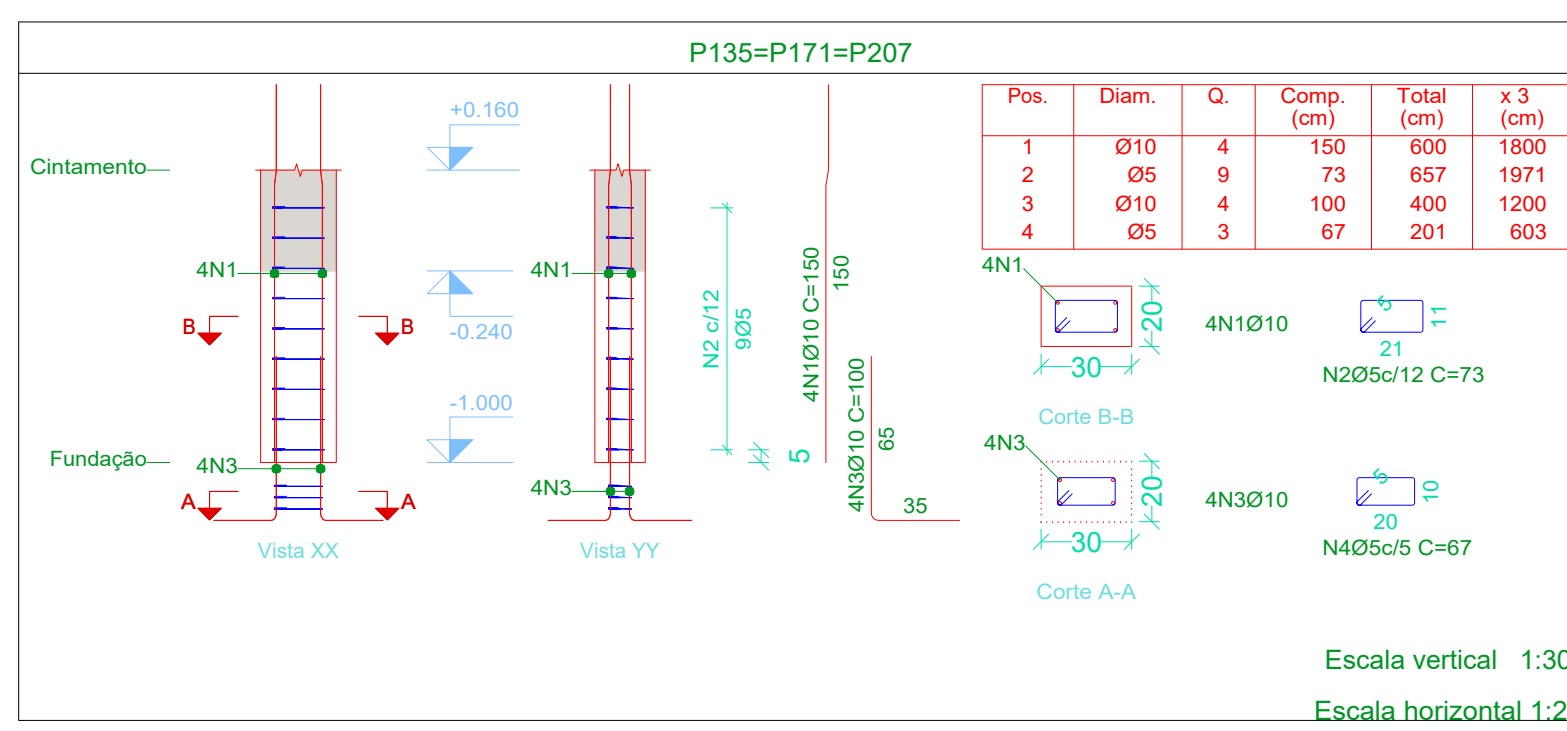 P135=P171=P207
Cintamento
Fundação
4N1
4N3
B
B
A
A
Vista XX
+0.160
-0.240
-1.000
4N1
4N3
Vista YY
N2 c/12
9Ø5
5
4N1Ø10 C=150
150
4N3Ø10 C=100
65
35
Pos. Diam. Q. Comp. (cm) Total (cm) x 3 (cm)
1 Ø10 4 150 600 1800
2 Ø5 9 73 657 1971
3 Ø10 4 100 400 1200
4 Ø5 3 67 201 603
4N1
20
30
Corte B-B
4N1Ø10
5
11
21
N2Ø5c/12 C=73
4N3
20
30
Corte A-A
4N3Ø10
5
10
20
N4Ø5c/5 C=67
Escala vertical 1:30
Escala horizontal 1:2